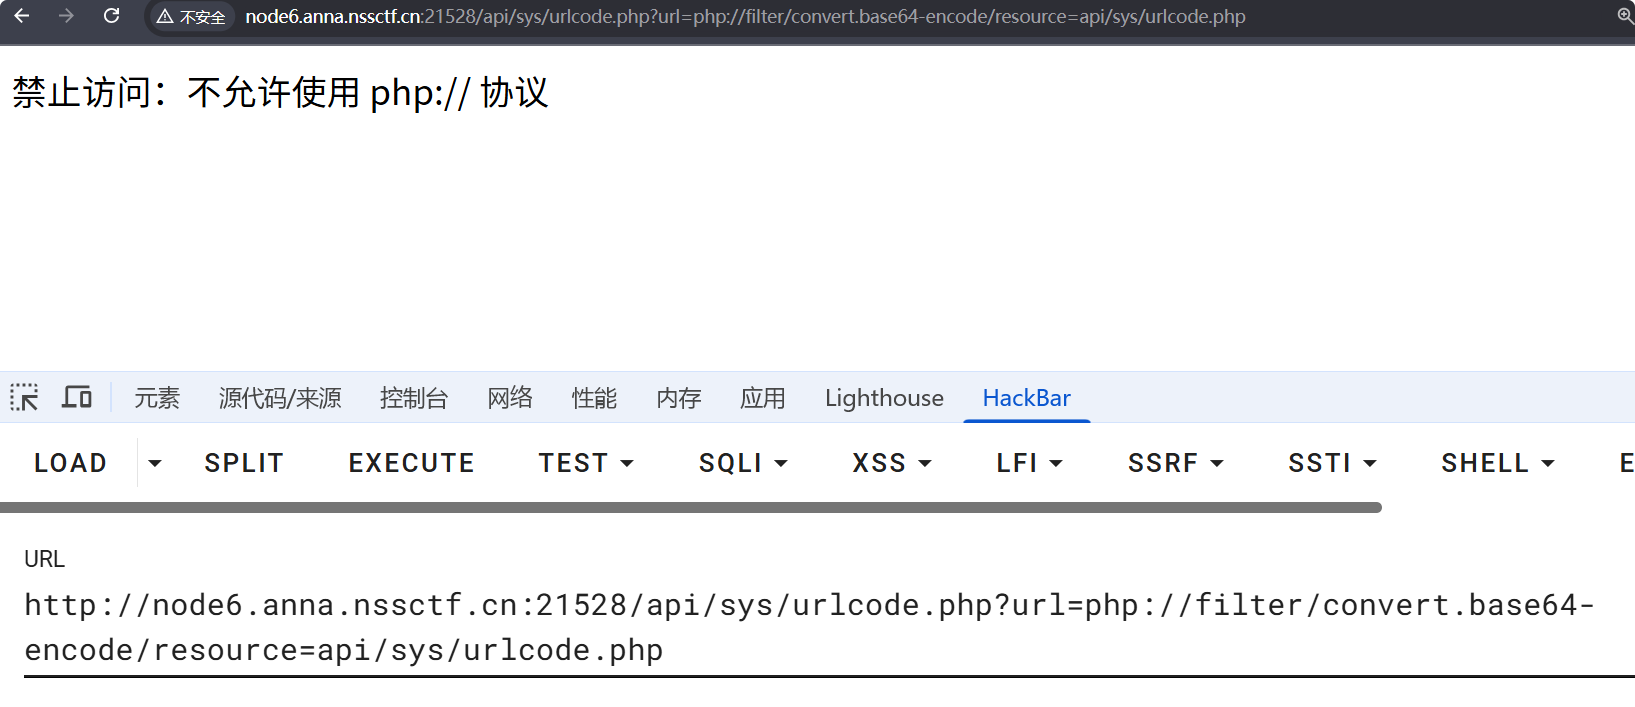 不安全 node6.anna.nssctf.cn:21528/api/sys/urlcode.php?url=php://filter/convert.base64-encode/resource=api/sys/urlcode.php
禁止访问：不允许使用 php:// 协议
元素 源代码/来源 控制台 网络 性能 内存 应用 Lighthouse HackBar
LOAD SPLIT EXECUTE TEST SQLI XSS LFI SSRF SSTI SHELL E
URL
http://node6.anna.nssctf.cn:21528/api/sys/urlcode.php?url=php://filter/convert.base64-
encode/resource=api/sys/urlcode.php